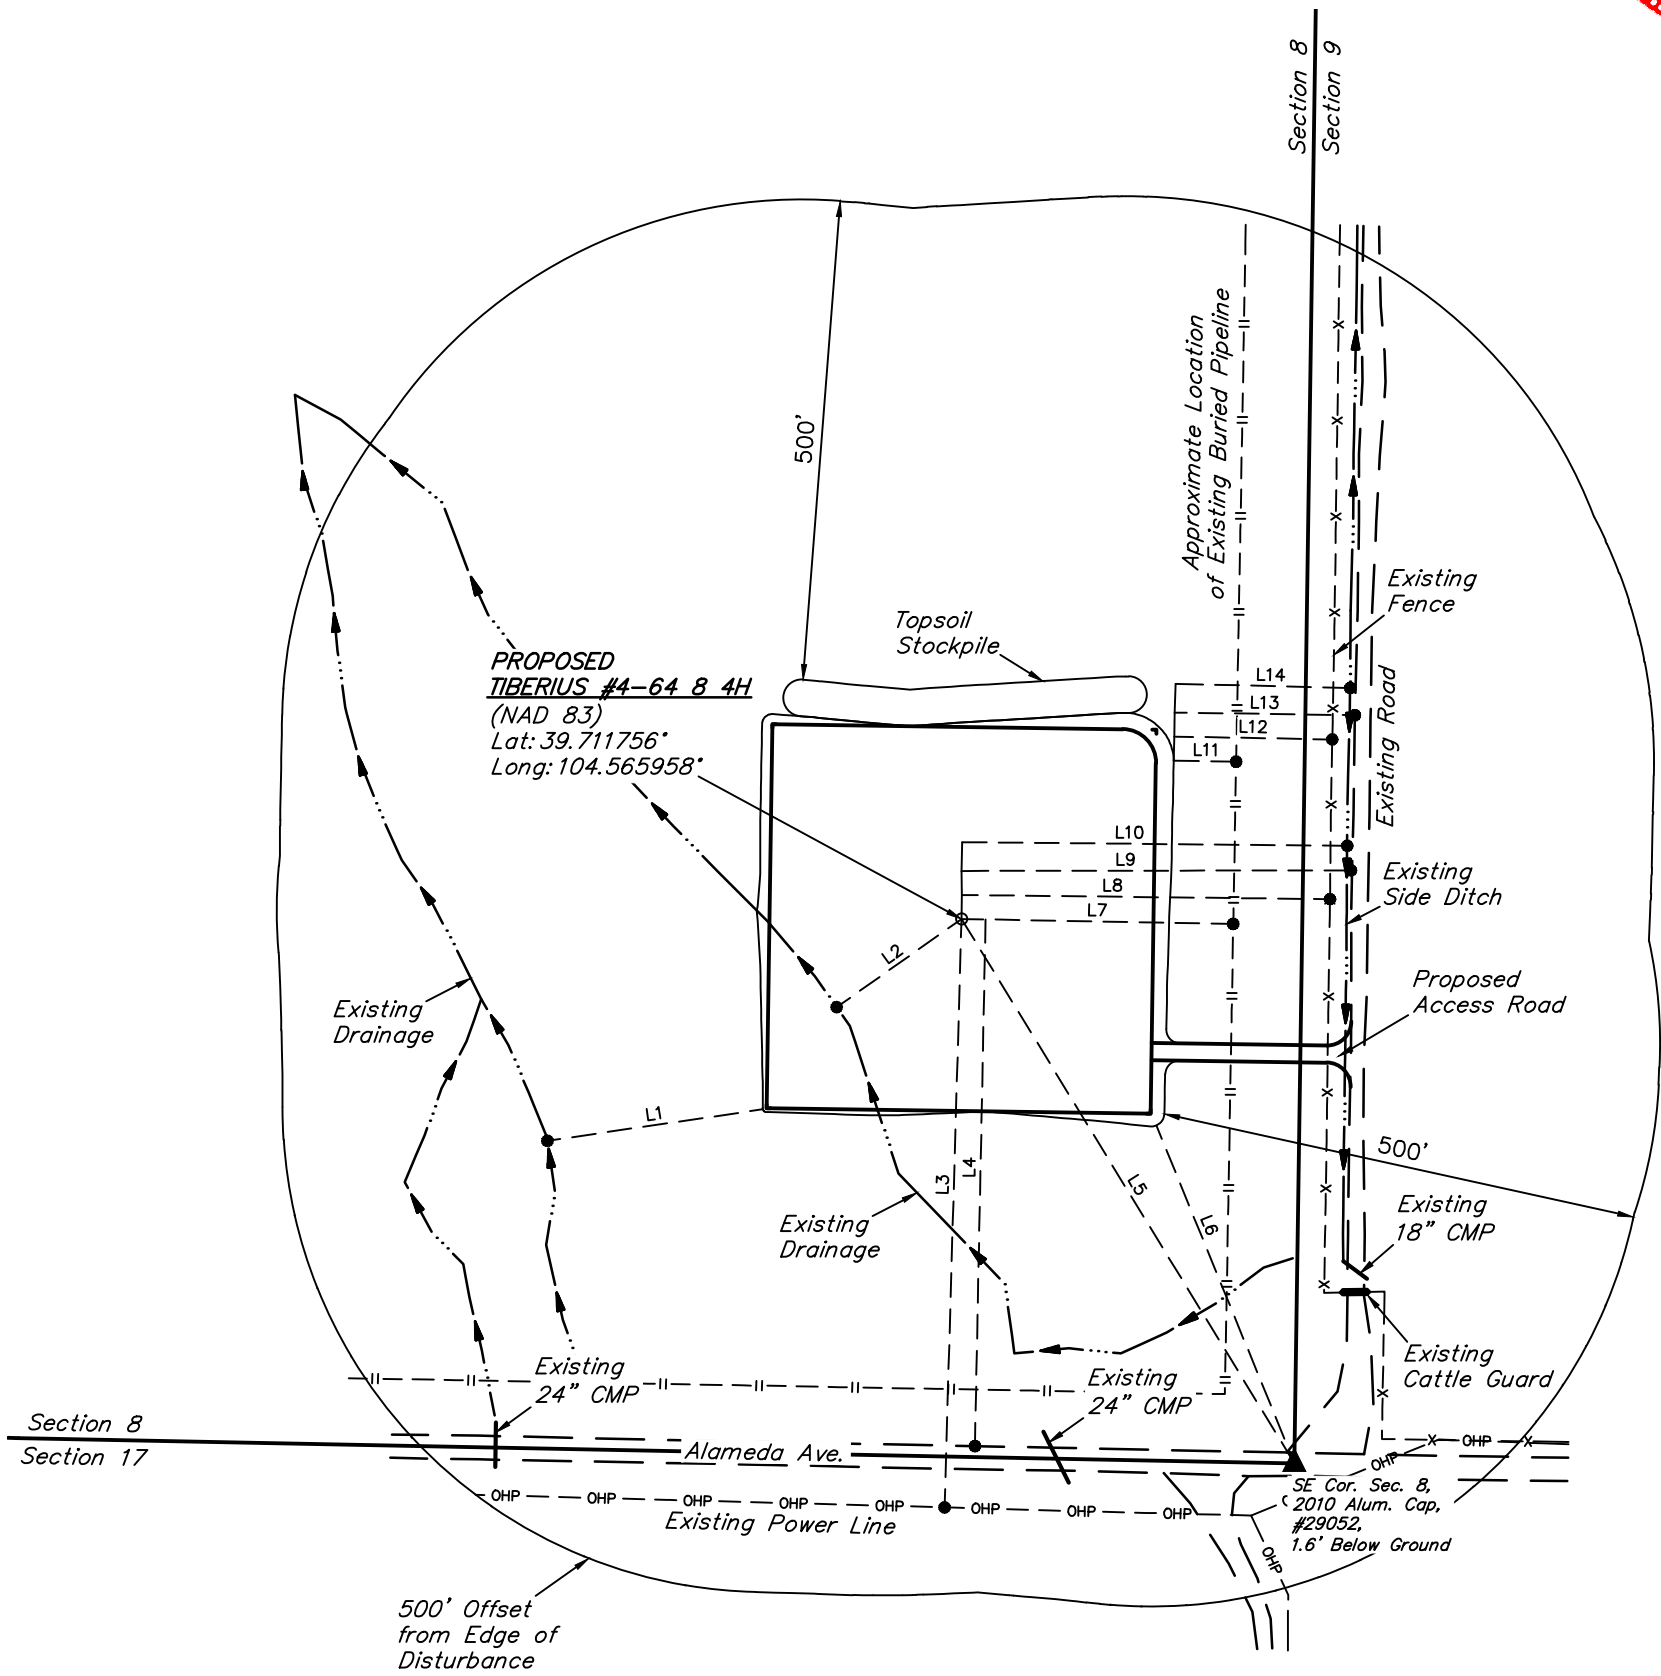 Section 8
Section 9
500'
Approximate Location
of Existing Buried Pipeline
Existing
Fence
Topsoil
Stockpile
PROPOSED
TIBERIUS #4-64 8 4H
(NAD 83)
Lat: 39.711756°
Long: 104.565958°
L14
L13
L12
L11
Existing Road
L10
L9
L8
L7
Existing
Side Ditch
L2
Proposed
Access Road
Existing
Drainage
L1
500'
L3
L4
L5
L6
Existing
18" CMP
Existing
Drainage
Existing
24" CMP
Existing
24" CMP
Existing
Cattle Guard
Section 8
Section 17
Alameda Ave.
OHP
OHP
OHP
OHP
OHP
OHP
OHP
OHP
OHP
OHP
OHP
Existing Power Line
SE Cor. Sec. 8,
2010 Alum. Cap,
#29052,
1.6' Below Ground
500' Offset
from Edge of
Disturbance